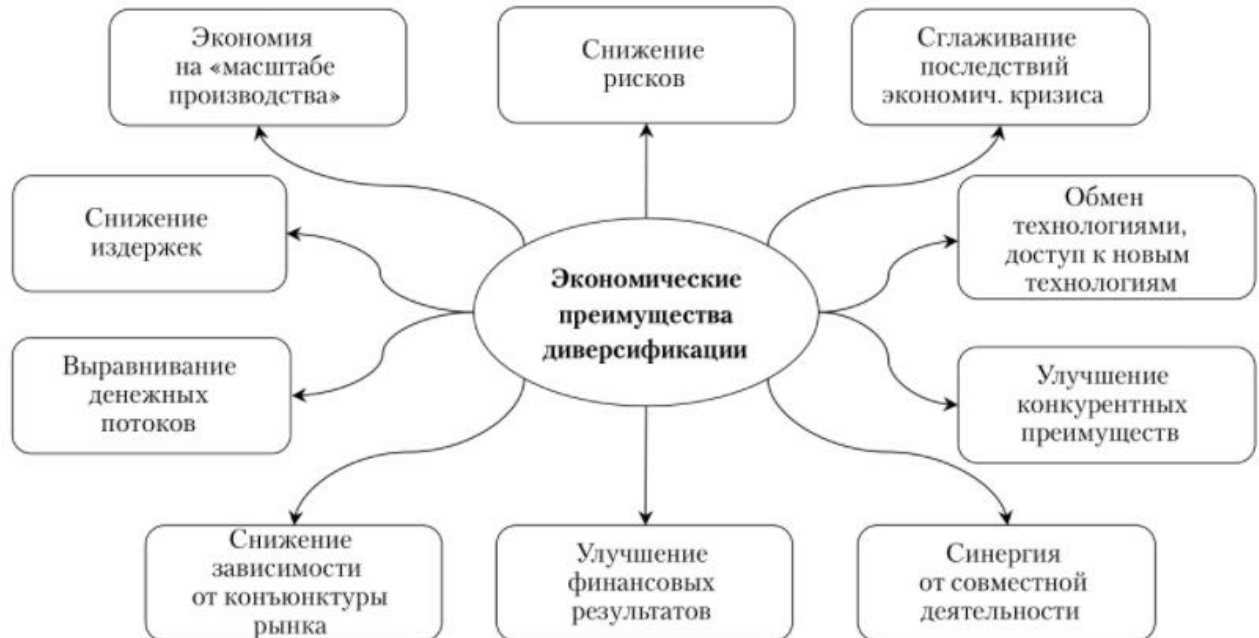 Экономия
на «масштабе
производства»
Снижение
рисков
Сглаживание
последствий
экономич. кризиса
Снижение
издержек
Обмен
технологиями,
доступ к новым
технологиям
Экономические
преимущества
диверсификации
Выравнивание
денежных
потоков
Улучшение
конкурентных
преимуществ
Снижение
зависимости
от конъюнктуры
рынка
Улучшение
финансовых
результатов
Синергия
от совместной
деятельности